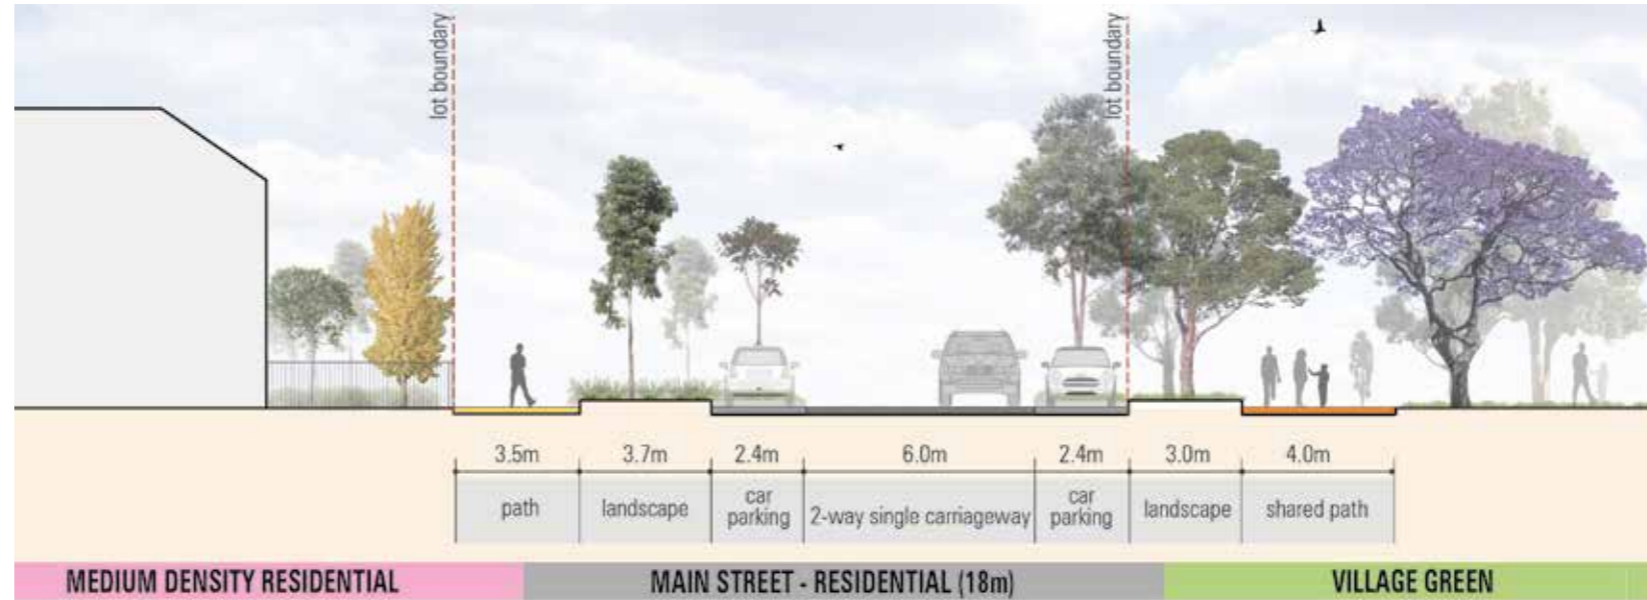 lot boundary
lot boundary
3.5m 3.7m 2.4m 6.0m 2.4m 3.0m 4.0m
path landscape car parking 2-way single carriageway car parking landscape shared path
MEDIUM DENSITY RESIDENTIAL MAIN STREET - RESIDENTIAL (18m) VILLAGE GREEN